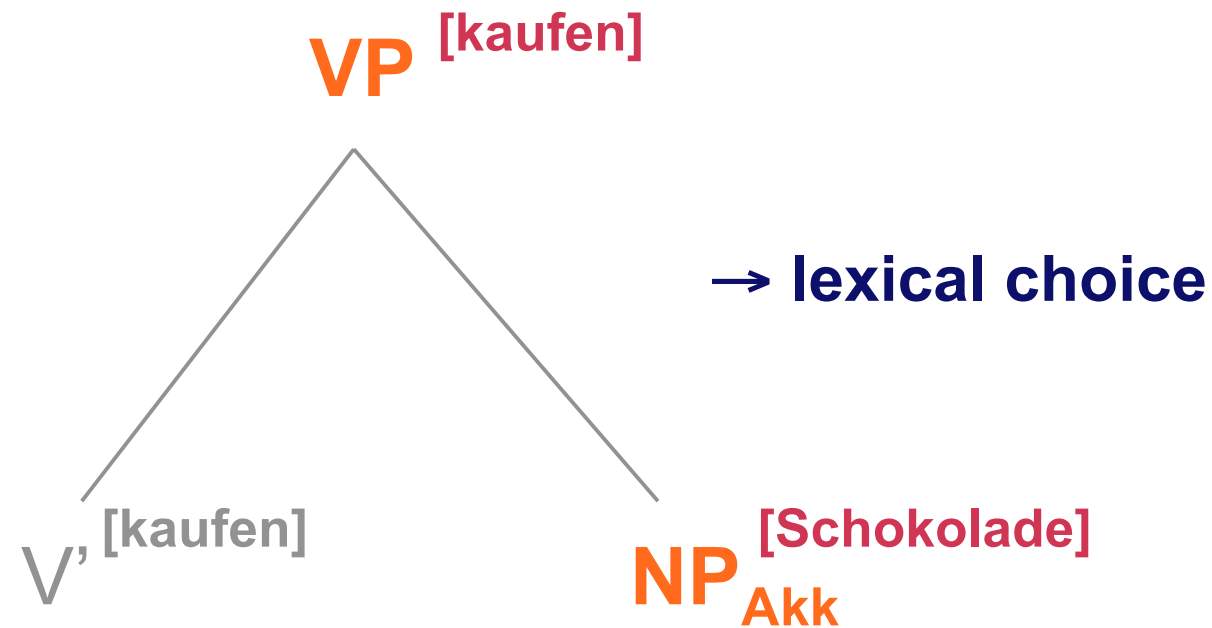 VP [kaufen]
→ lexical choice
V’ [kaufen]
NP Akk [Schokolade]